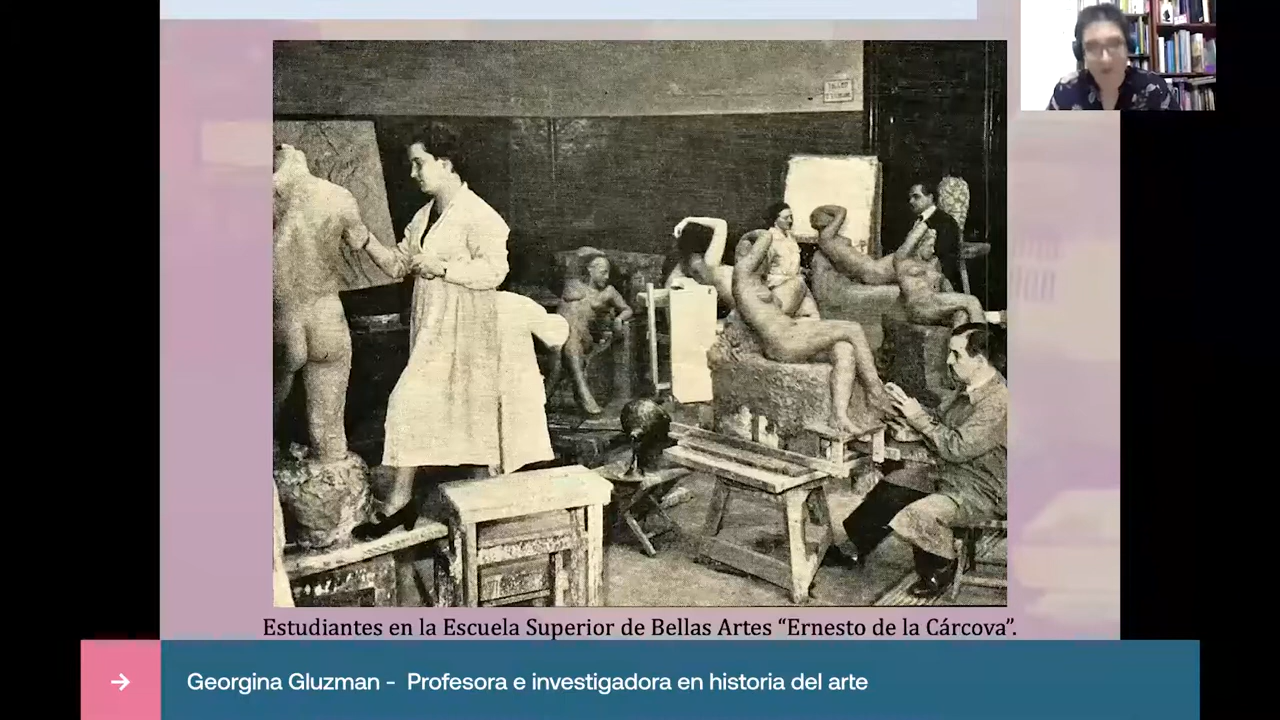 Estudiantes en la Escuela Superior de Bellas Artes “Ernesto de la Cárcova”.
Georgina Gluzman - Profesora e investigadora en historia del arte